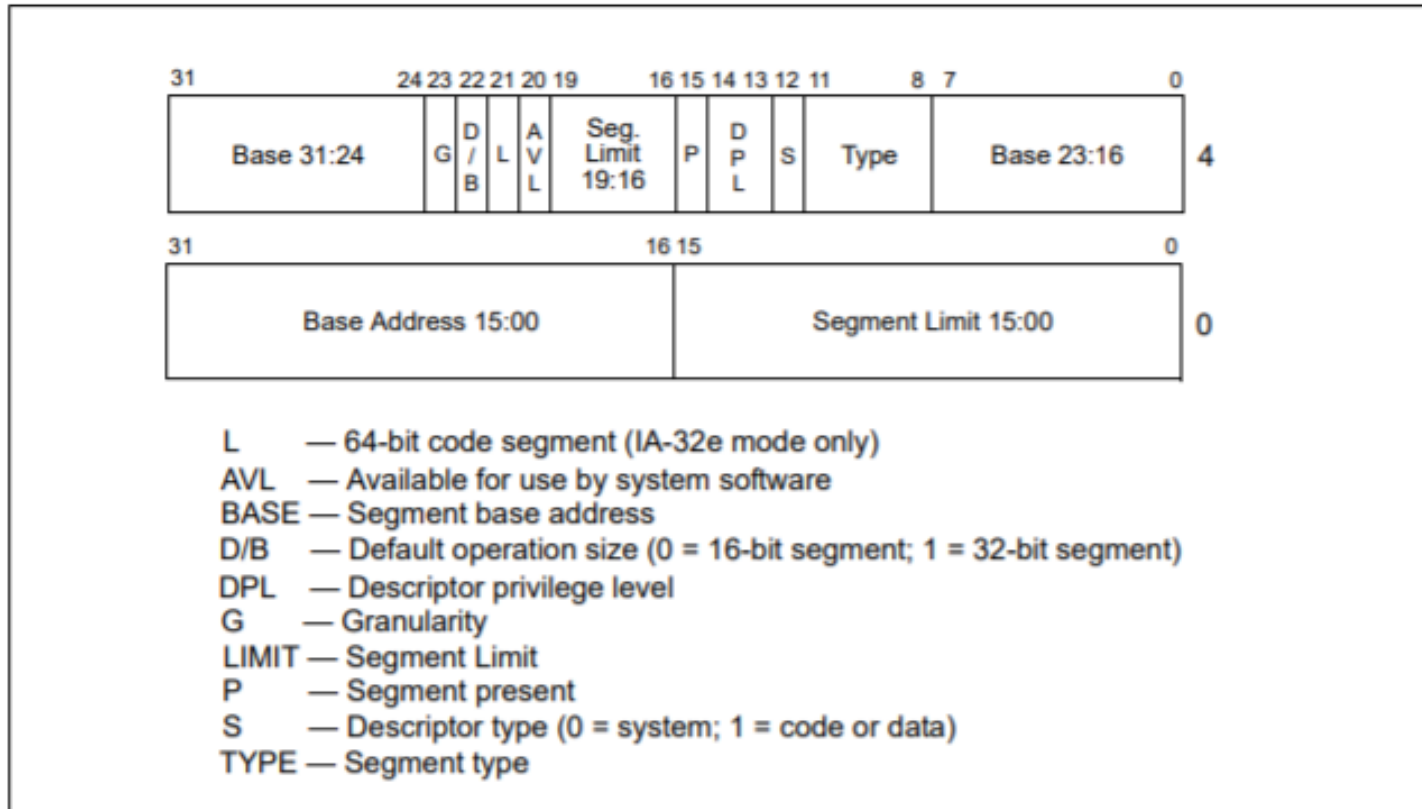 31 24 23 22 21 20 19 16 15 14 13 12 11 8 7 0
Base 31:24 G D/B L AVL Seg. Limit 19:16 P DPL S Type Base 23:16 4
31 16 15 0
Base Address 15:00 Segment Limit 15:00 0
L — 64-bit code segment (IA-32e mode only)
AVL — Available for use by system software
BASE — Segment base address
D/B — Default operation size (0 = 16-bit segment; 1 = 32-bit segment)
DPL — Descriptor privilege level
G — Granularity
LIMIT — Segment Limit
P — Segment present
S — Descriptor type (0 = system; 1 = code or data)
TYPE — Segment type